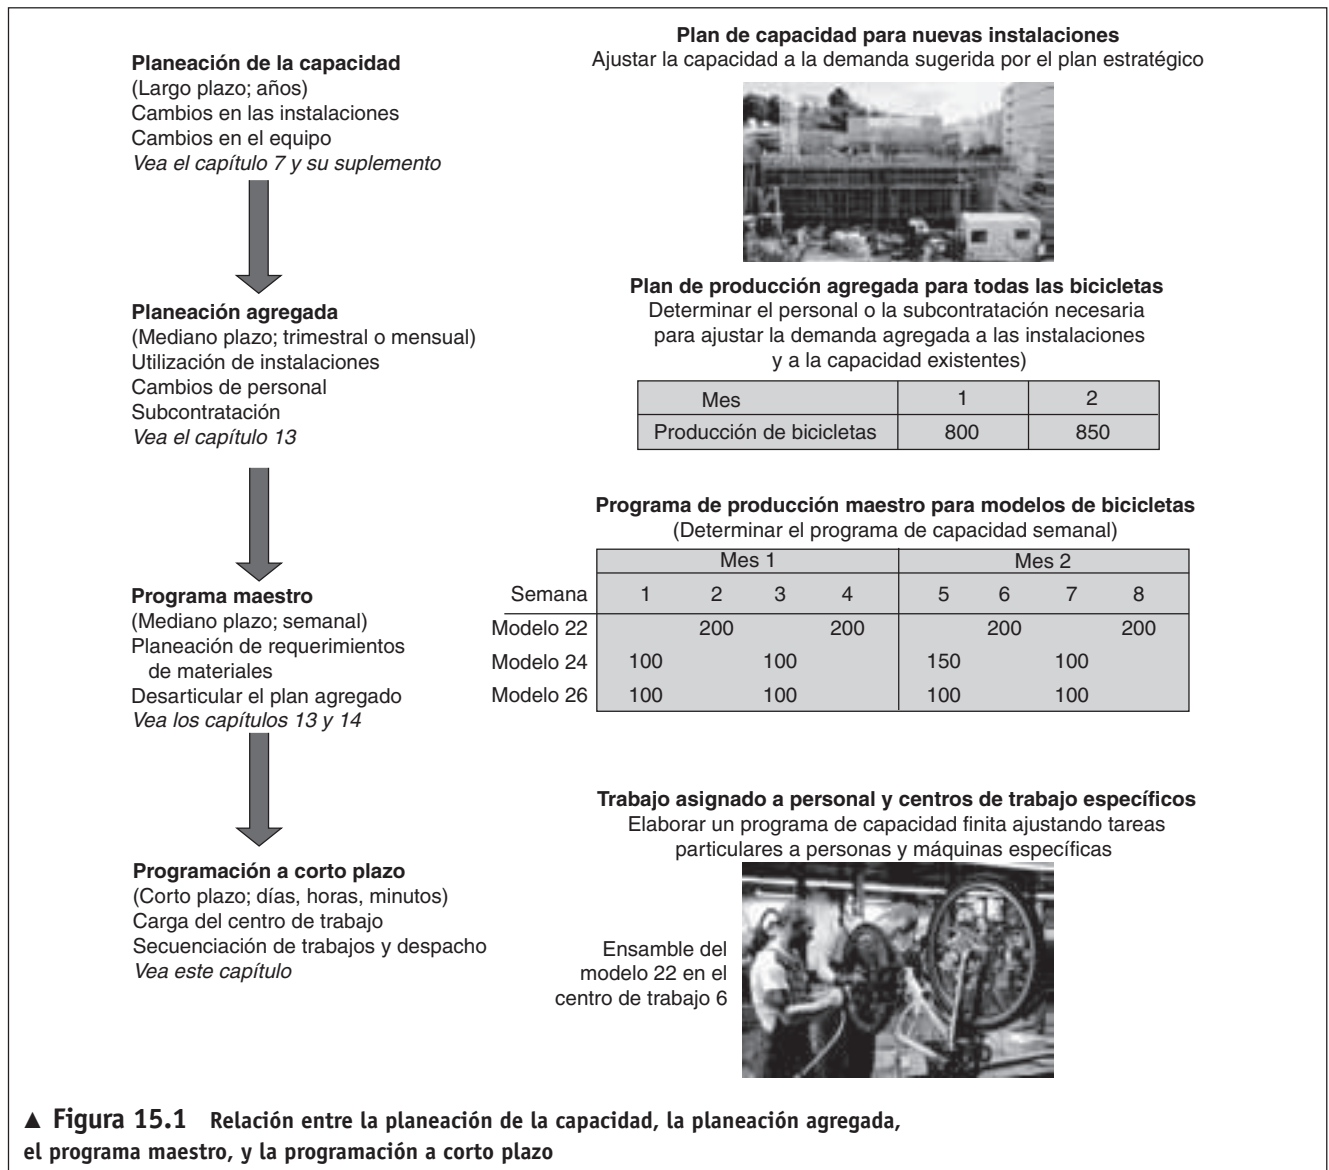 Planeación de la capacidad
(Largo plazo; años)
Cambios en las instalaciones
Cambios en el equipo
Vea el capítulo 7 y su suplemento
Plan de capacidad para nuevas instalaciones
Ajustar la capacidad a la demanda sugerida por el plan estratégico
Planeación agregada
(Mediano plazo; trimestral o mensual)
Utilización de instalaciones
Cambios de personal
Subcontratación
Vea el capítulo 13
Plan de producción agregada para todas las bicicletas
Determinar el personal o la subcontratación necesaria
para ajustar la demanda agregada a las instalaciones
y a la capacidad existentes)
Mes 1 2
Producción de bicicletas 800 850
Programa maestro
(Mediano plazo; semanal)
Planeación de requerimientos
de materiales
Desarticular el plan agregado
Vea los capítulos 13 y 14
Programa de producción maestro para modelos de bicicletas
(Determinar el programa de capacidad semanal)
Mes 1 Mes 2
Semana 1 2 3 4 5 6 7 8
Modelo 22 200 200 200 200
Modelo 24 100 100 150 100
Modelo 26 100 100 100 100
Programación a corto plazo
(Corto plazo; días, horas, minutos)
Carga del centro de trabajo
Secuenciación de trabajos y despacho
Vea este capítulo
Trabajo asignado a personal y centros de trabajo específicos
Elaborar un programa de capacidad finita ajustando tareas
particulares a personas y máquinas específicas
Ensamble del
modelo 22 en el
centro de trabajo 6
▲ Figura 15.1 Relación entre la planeación de la capacidad, la planeación agregada,
el programa maestro, y la programación a corto plazo